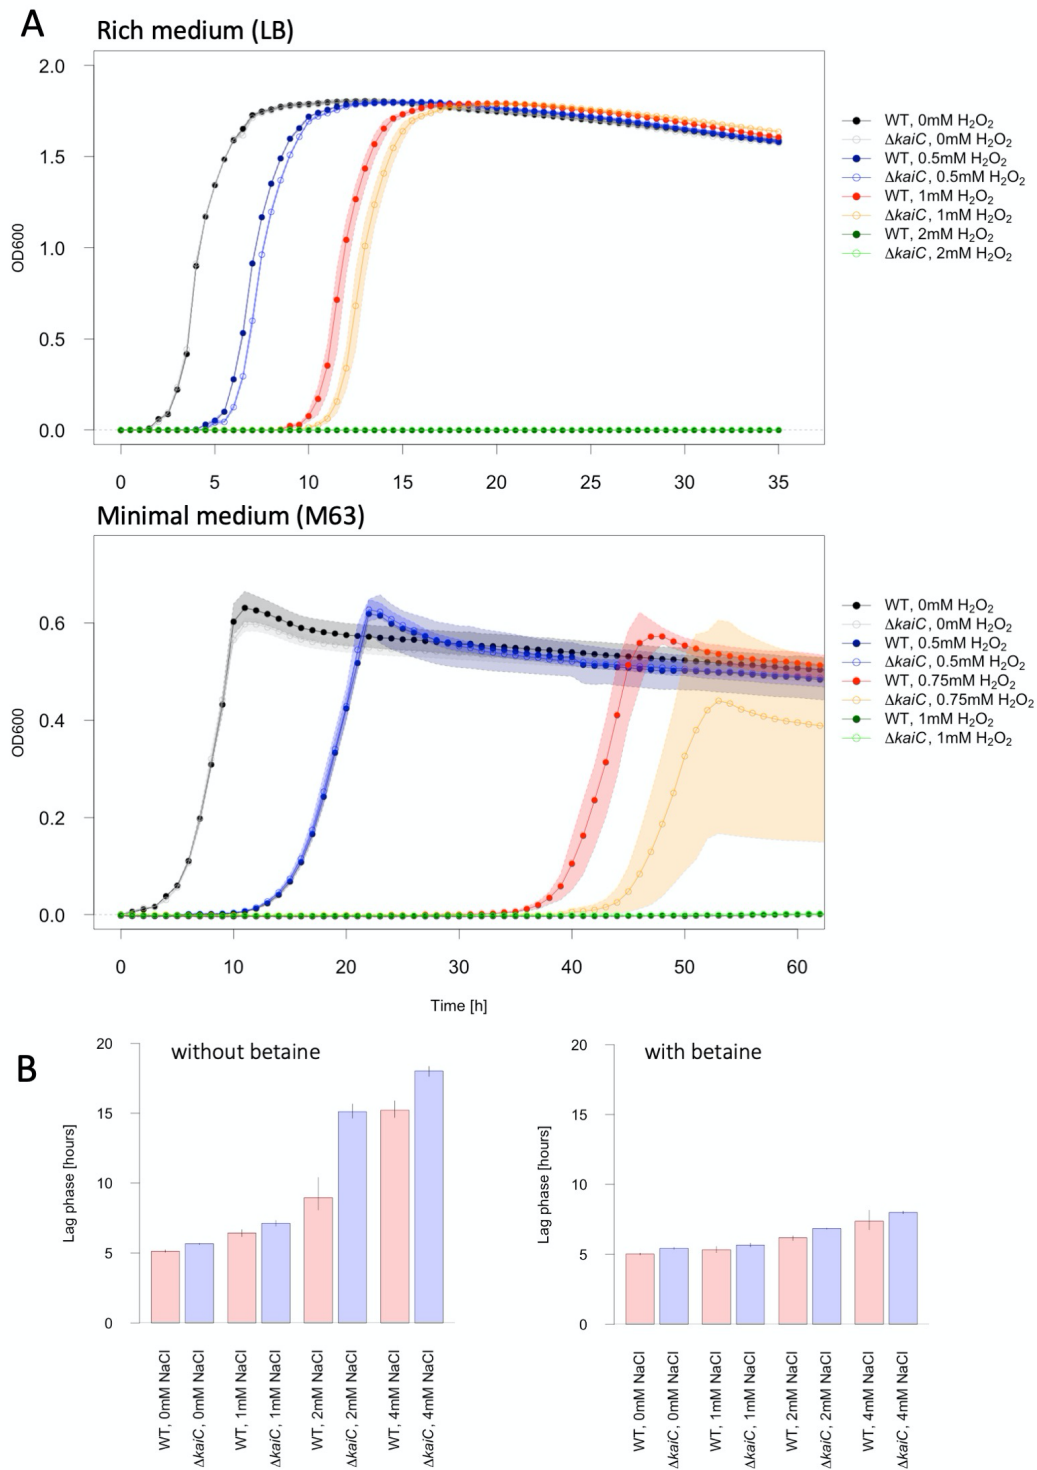 A
Rich medium (LB)
2.0
1.5
1.0
0.5
0.0
OD600
0 5 10 15 20 25 30 35
WT, 0mM H₂O₂
ΔkaiC, 0mM H₂O₂
WT, 0.5mM H₂O₂
ΔkaiC, 0.5mM H₂O₂
WT, 1mM H₂O₂
ΔkaiC, 1mM H₂O₂
WT, 2mM H₂O₂
ΔkaiC, 2mM H₂O₂
Minimal medium (M63)
0.6
0.4
0.2
0.0
OD600
0 10 20 30 40 50 60
Time [h]
WT, 0mM H₂O₂
ΔkaiC, 0mM H₂O₂
WT, 0.5mM H₂O₂
ΔkaiC, 0.5mM H₂O₂
WT, 0.75mM H₂O₂
ΔkaiC, 0.75mM H₂O₂
WT, 1mM H₂O₂
ΔkaiC, 1mM H₂O₂
B
without betaine
20
15
10
5
0
Lag phase [hours]
WT, 0mM NaCl
ΔkaiC, 0mM NaCl
WT, 1mM NaCl
ΔkaiC, 1mM NaCl
WT, 2mM NaCl
ΔkaiC, 2mM NaCl
WT, 4mM NaCl
ΔkaiC, 4mM NaCl
with betaine
20
15
10
5
0
Lag phase [hours]
WT, 0mM NaCl
ΔkaiC, 0mM NaCl
WT, 1mM NaCl
ΔkaiC, 1mM NaCl
WT, 2mM NaCl
ΔkaiC, 2mM NaCl
WT, 4mM NaCl
ΔkaiC, 4mM NaCl